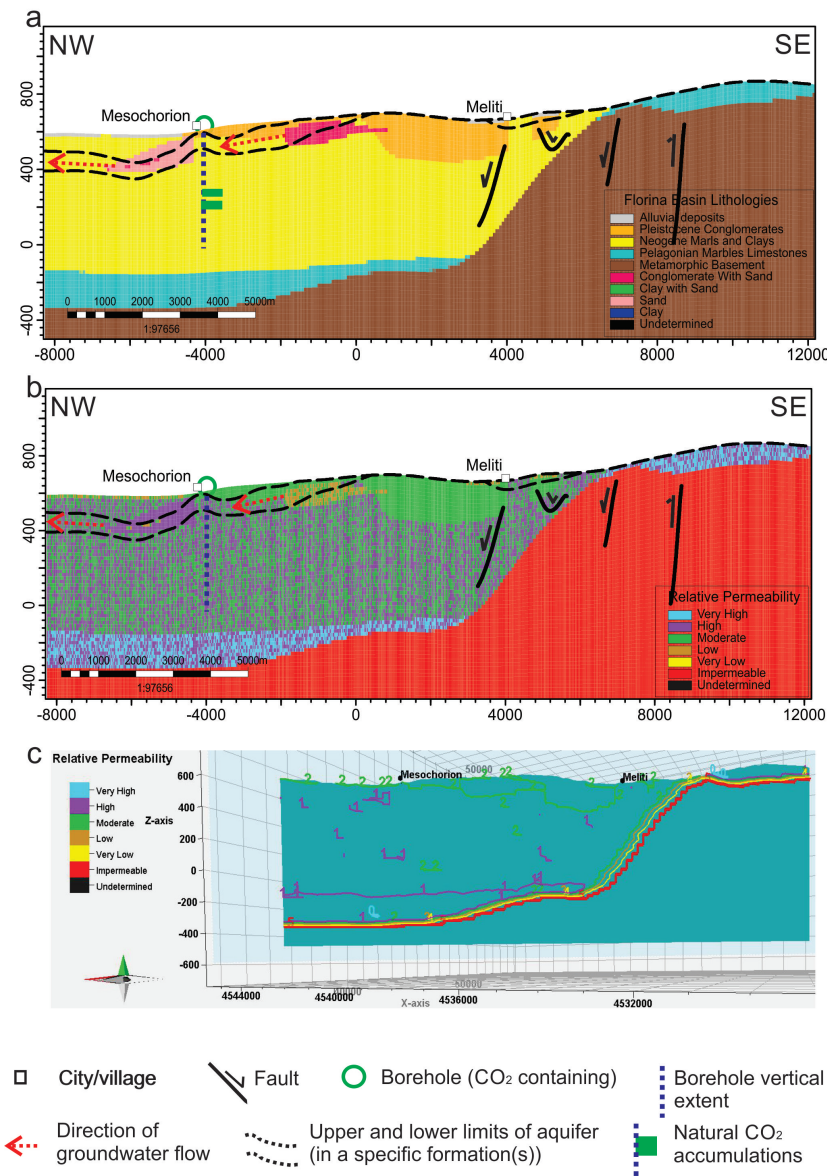 a
NW
SE
800
400
0
-400
Mesochorion
Meliti
Florina Basin Lithologies
Alluvial deposits
Pleistocene Conglomerates
Neogene Marls and Clays
Pelagonian Marbles Limestones
Metamorphic Basement
Conglomerate With Sand
Clay with Sand
Sand
Clay
Undetermined
0 1000 2000 3000 4000 5000m
1:97656
-8000 -4000 0 4000 8000 12000
b
NW
SE
800
400
0
-400
Mesochorion
Meliti
Relative Permeability
Very High
High
Moderate
Low
Very Low
Impermeable
Undetermined
0 1000 2000 3000 4000 5000m
1:97656
-8000 -4000 0 4000 8000 12000
c
Relative Permeability
Very High
High
Moderate
Low
Very Low
Impermeable
Undetermined
Z-axis
600
400
200
0
-200
-400
-600
Mesochorion
Meliti
50000
50000
4544000 4540000 4536000 4532000
X-axis
City/village
Fault
Borehole (CO₂ containing)
Borehole vertical
extent
Direction of
groundwater flow
Upper and lower limits of aquifer
(in a specific formation(s))
Natural CO₂
accumulations